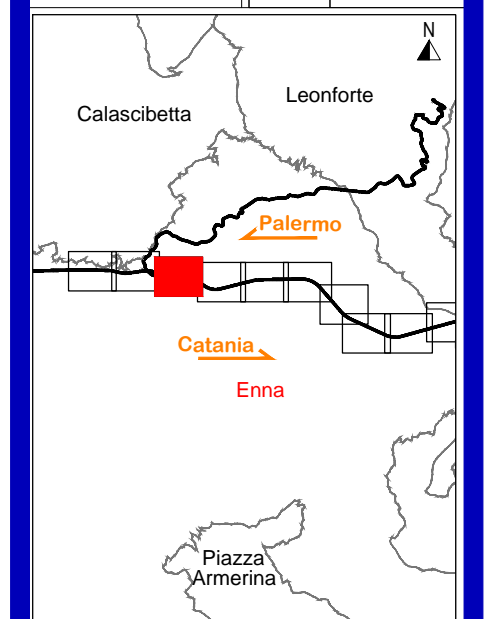 N
Leonforte
Calascibetta
Palermo
Catania
Enna
Piazza
Armerina